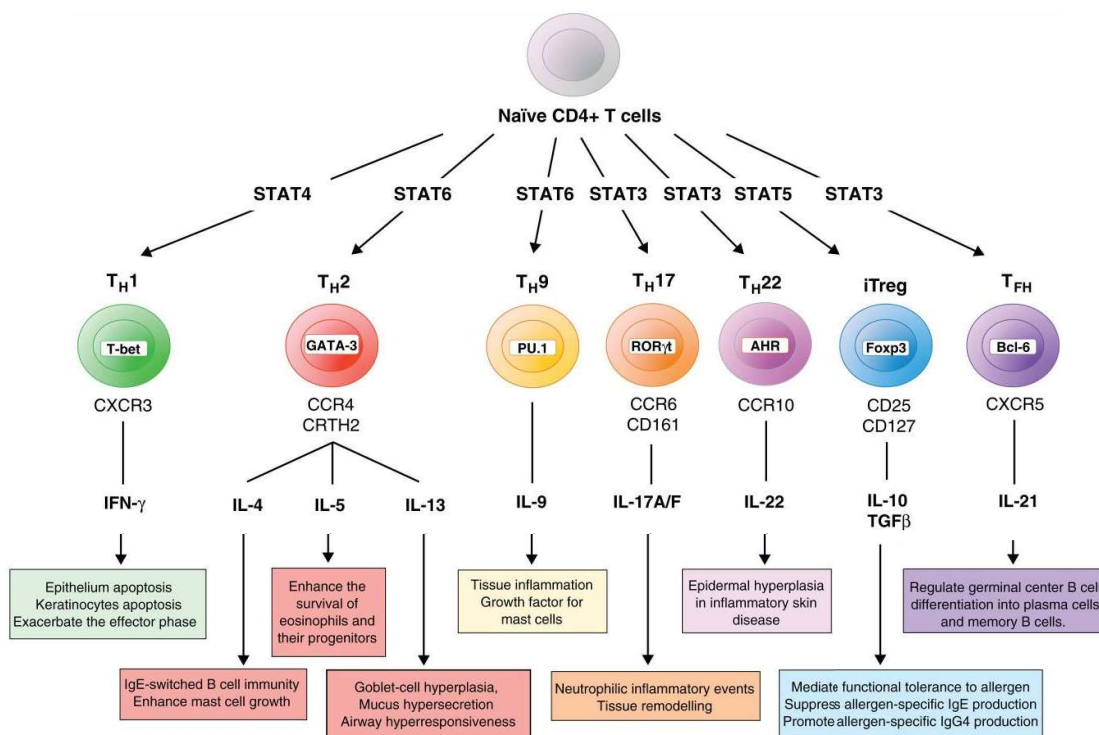 Naïve CD4+ T cells
STAT4
STAT6
STAT6
STAT3
STAT3
STAT5
STAT3
TH1
TH2
TH9
TH17
TH22
iTreg
TFH
T-bet
GATA-3
PU.1
RORγt
AHR
Foxp3
Bcl-6
CXCR3
CCR4
CRTH2
CCR6
CD161
CCR10
CD25
CD127
CXCR5
IFN-γ
IL-4
IL-5
IL-13
IL-9
IL-17A/F
IL-22
IL-10
TGFβ
IL-21
Epithelium apoptosis
Keratinocytes apoptosis
Exacerbate the effector phase
Enhance the
survival of
eosinophils and
their progenitors
Tissue inflammation
Growth factor for
mast cells
Epidermal hyperplasia
in inflammatory skin
disease
Regulate germinal center B cell
differentiation into plasma cells
and memory B cells.
IgE-switched B cell immunity
Enhance mast cell growth
Goblet-cell hyperplasia,
Mucus hypersecretion
Airway hyperresponsiveness
Neutrophilic inflammatory events
Tissue remodelling
Mediate functional tolerance to allergen
Suppress allergen-specific IgE production
Promote allergen-specific IgG4 production